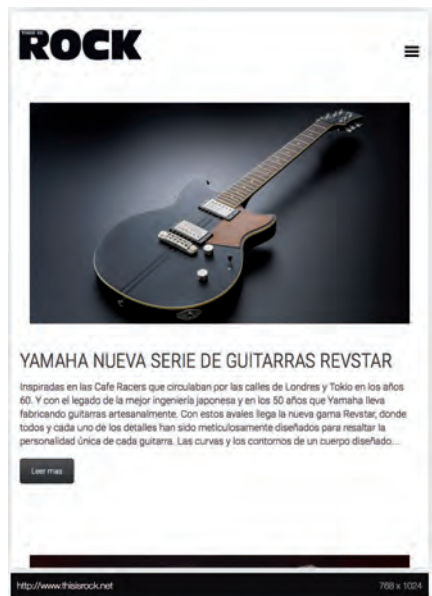 THIS IS
ROCK
YAMAHA NUEVA SERIE DE GUITARRAS REVSTAR
Inspiradas en las Cafe Racers que circulaban por las calles de Londres y Tokio en los años
60. Y con el legado de la mejor ingeniería japonesa y en los 50 años que Yamaha lleva
fabricando guitarras artesanalmente. Con estos avales llega la nueva gama Revstar, donde
todos y cada uno de los detalles han sido meticulosamente diseñados para resaltar la
personalidad única de cada guitarra. Las curvas y los contornos de un cuerpo diseñado...
Leer mas
http://www.thisisrock.net
768 x 1024